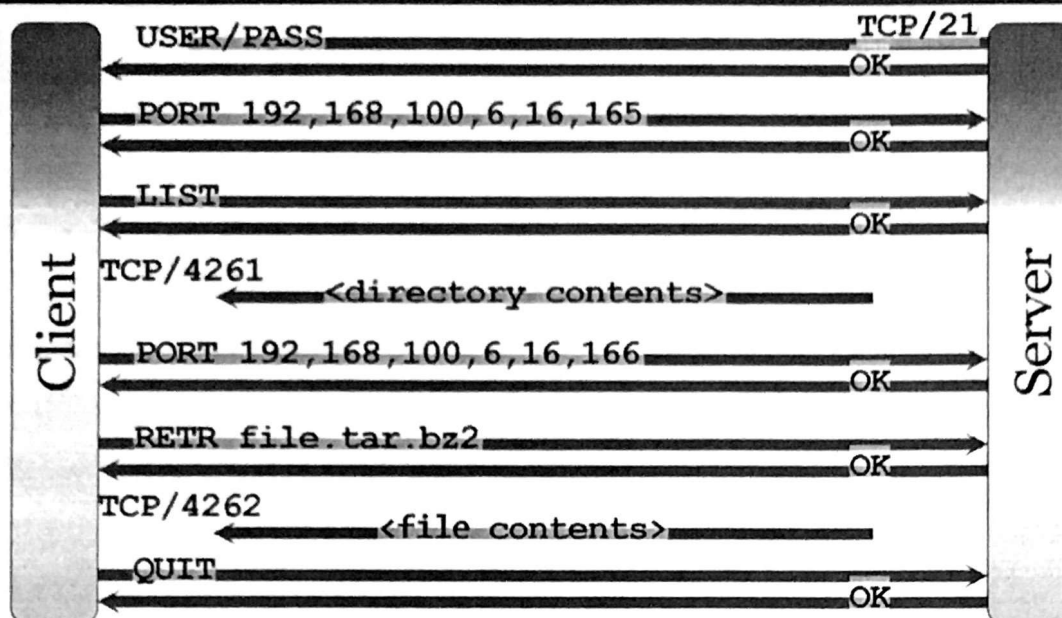 USER/PASS
TCP/21
OK
PORT 192,168,100,6,16,165
OK
LIST
OK
TCP/4261
<directory contents>
PORT 192,168,100,6,16,166
OK
RETR file.tar.bz2
OK
TCP/4262
<file contents>
QUIT
OK
Client
Server